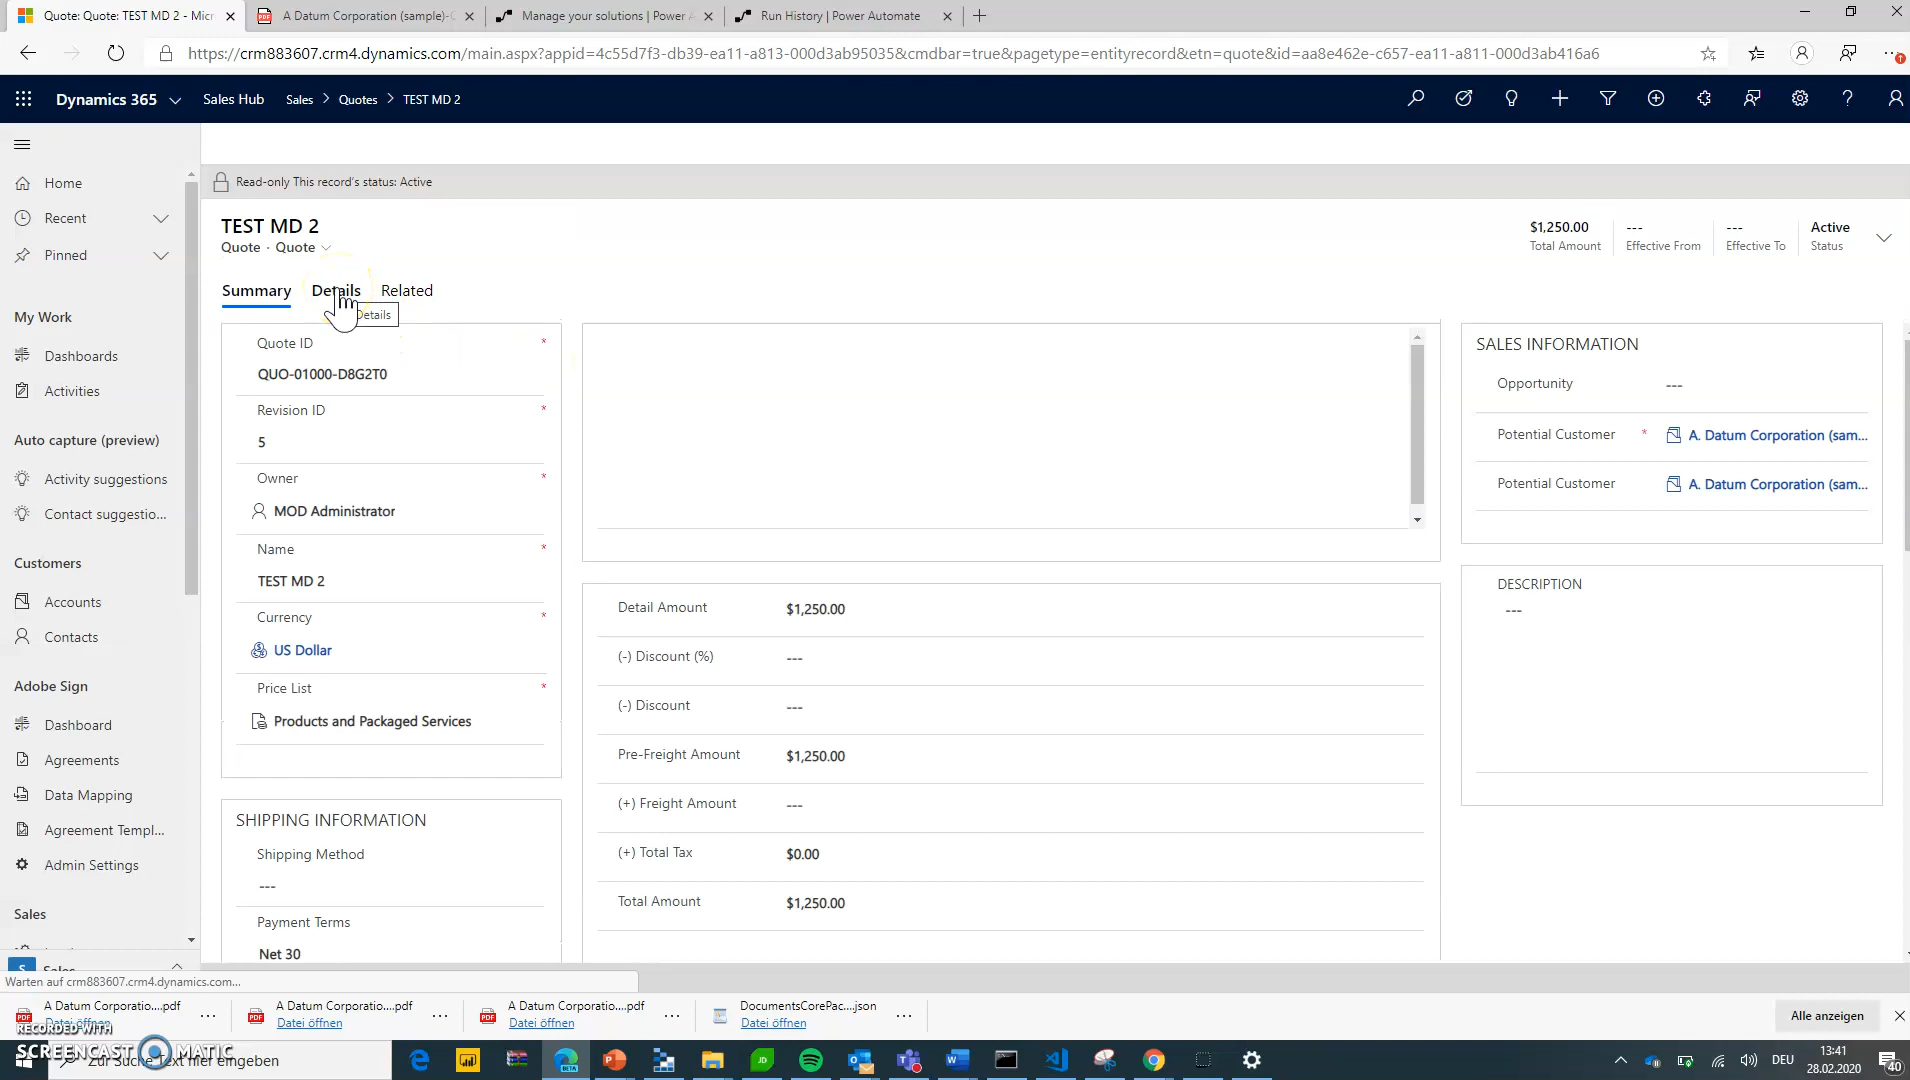 Quote: Quote: TEST MD 2 - Micr
A Datum Corporation (sample)-
Manage your solutions | Power A
Run History | Power Automate
https://crm883607.crm4.dynamics.com/main.aspx?appid=4c55d7f3-db39-ea11-a813-000d3ab95035&cmdbar=true&pagetype=entityrecord&etn=quote&id=aa8e462e-c657-ea11-a811-000d3ab416a6
Dynamics 365
Sales Hub
Sales > Quotes > TEST MD 2
Home
Recent
Pinned
My Work
Dashboards
Activities
Auto capture (preview)
Activity suggestions
Contact suggestio...
Customers
Accounts
Contacts
Adobe Sign
Dashboard
Agreements
Data Mapping
Agreement Templ...
Admin Settings
Sales
S Sales
Read-only This record's status: Active
TEST MD 2
Quote · Quote
$1,250.00
Total Amount
---
Effective From
---
Effective To
Active
Status
Summary
Details
Related
Details
Quote ID *
QUO-01000-D8G2T0
Revision ID *
5
Owner *
MOD Administrator
Name *
TEST MD 2
Currency *
US Dollar
Price List *
Products and Packaged Services
SHIPPING INFORMATION
Shipping Method
---
Payment Terms
Net 30
Detail Amount $1,250.00
(-) Discount (%) ---
(-) Discount ---
Pre-Freight Amount $1,250.00
(+) Freight Amount ---
(+) Total Tax $0.00
Total Amount $1,250.00
SALES INFORMATION
Opportunity ---
Potential Customer * A. Datum Corporation (sam...
Potential Customer A. Datum Corporation (sam...
DESCRIPTION
---
Warten auf crm883607.crm4.dynamics.com...
A Datum Corporatio....pdf
Datei öffnen
A Datum Corporatio....pdf
Datei öffnen
A Datum Corporatio....pdf
Datei öffnen
DocumentsCorePac....json
Datei öffnen
Alle anzeigen
RECORDED WITH
SCREENCAST MATIC
Zur Suche Text hier eingeben
DEU
13:41
28.02.2020
40